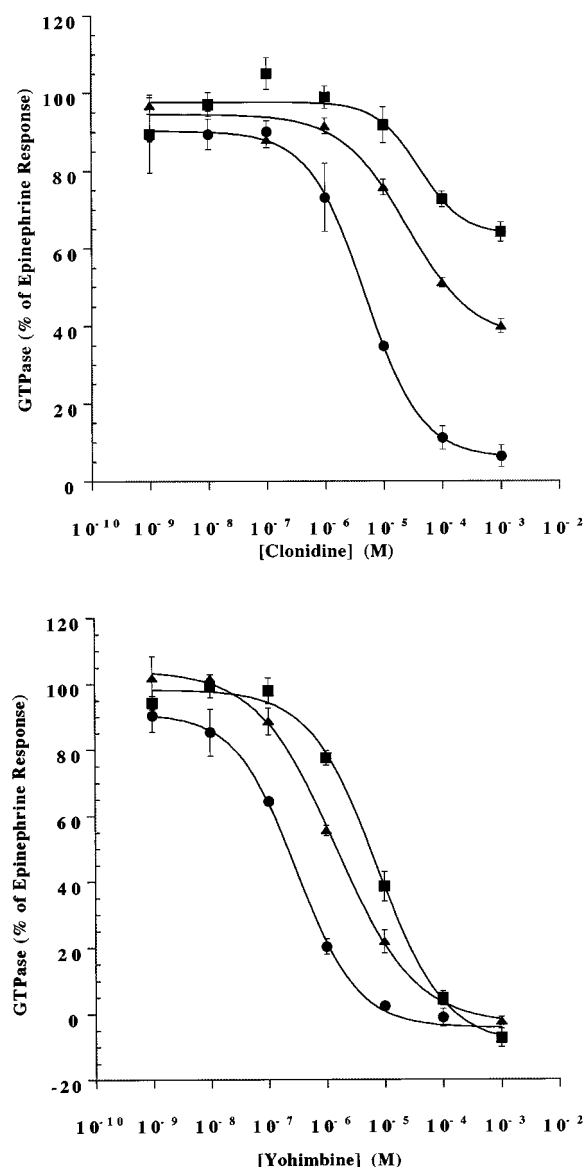 120
100
80
60
40
20
0
GTPase (% of Epinephrine Response)
10⁻¹⁰ 10⁻⁹ 10⁻⁸ 10⁻⁷ 10⁻⁶ 10⁻⁵ 10⁻⁴ 10⁻³ 10⁻²
[Clonidine] (M)
120
100
80
60
40
20
0
-20
GTPase (% of Epinephrine Response)
10⁻¹⁰ 10⁻⁹ 10⁻⁸ 10⁻⁷ 10⁻⁶ 10⁻⁵ 10⁻⁴ 10⁻³ 10⁻²
[Yohimbine] (M)